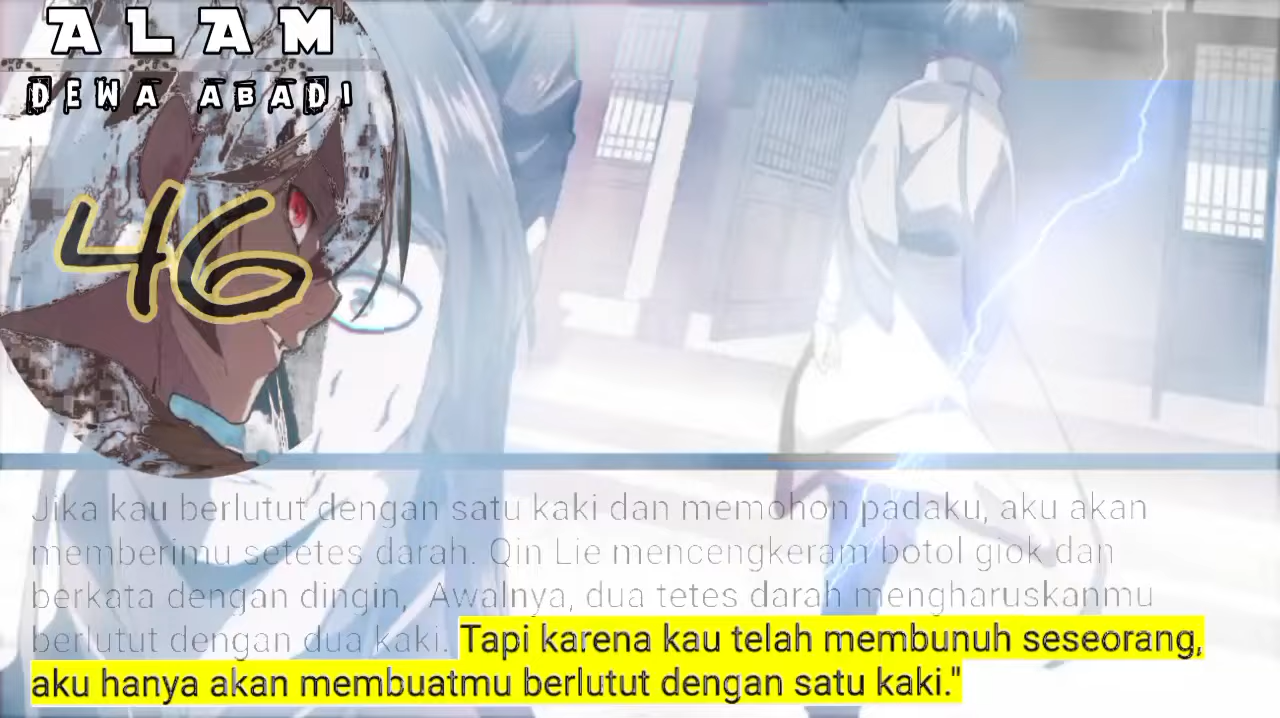 ALAM
DEWA ABADI
46
Jika kau berlutut dengan satu kaki dan memohon padaku, aku akan
memberimu setetes darah. Qin Lie mencengkeram botol giok dan
berkata dengan dingin, Awalnya, dua tetes darah mengharuskanmu
berlutut dengan dua kaki. Tapi karena kau telah membunuh seseorang,
aku hanya akan membuatmu berlutut dengan satu kaki."